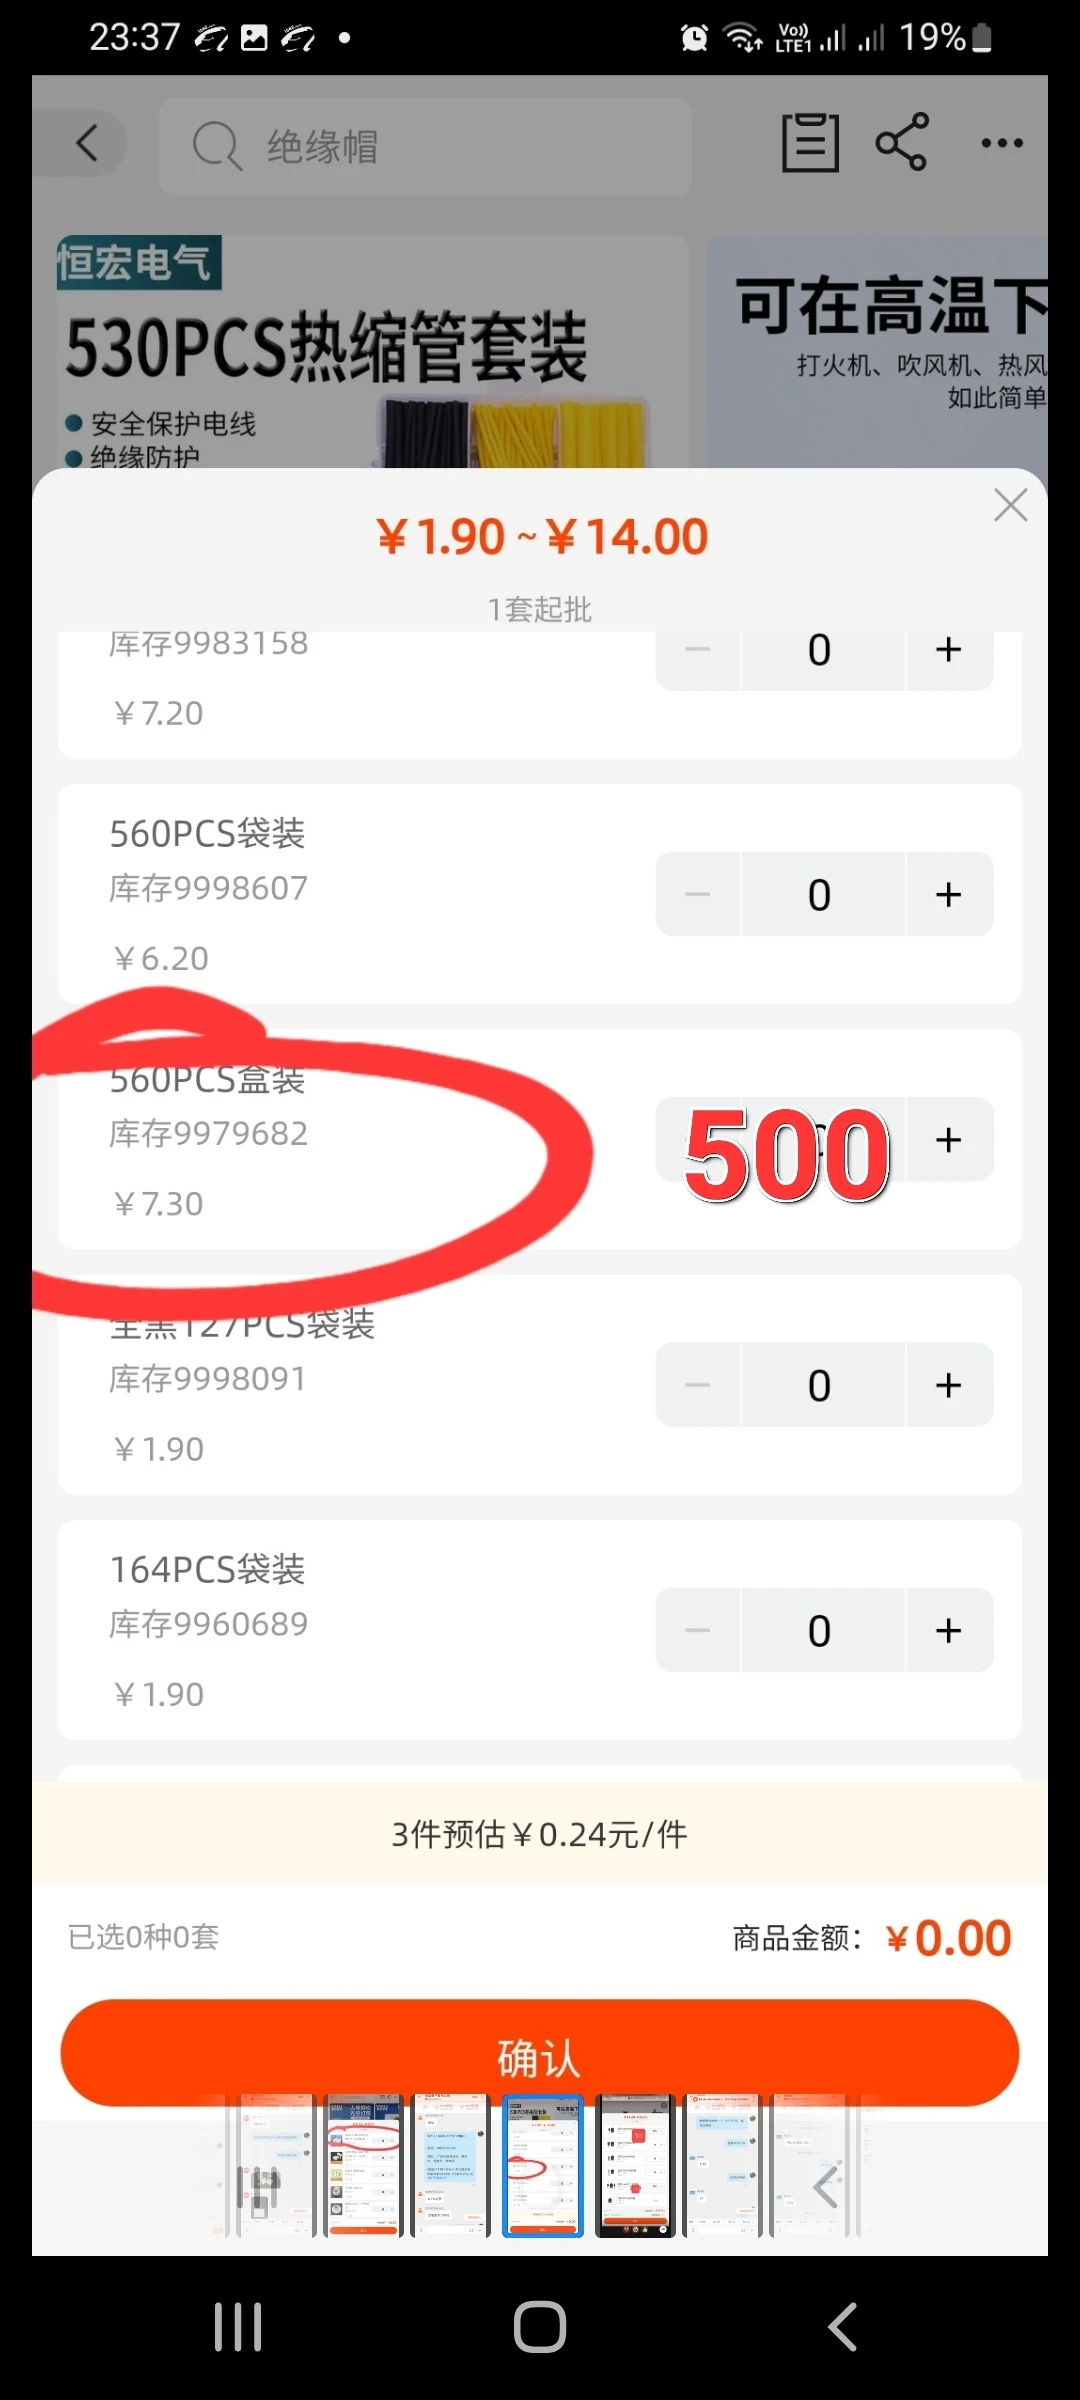 23:37
Vo)) LTE1
19%
绝缘帽
恒宏电气
530PCS热缩管套装
安全保护电线
绝缘防护
可在高温下
打火机、吹风机、热风
如此简单
¥1.90~¥14.00
1套起批
库存9983158
0
¥7.20
560PCS袋装
库存9998607
0
¥6.20
560PCS盒装
库存9979682
500
¥7.30
全黑127PCS袋装
库存9998091
0
¥1.90
164PCS袋装
库存9960689
0
¥1.90
3件预估¥0.24元/件
已选0种0套
商品金额：¥0.00
确认